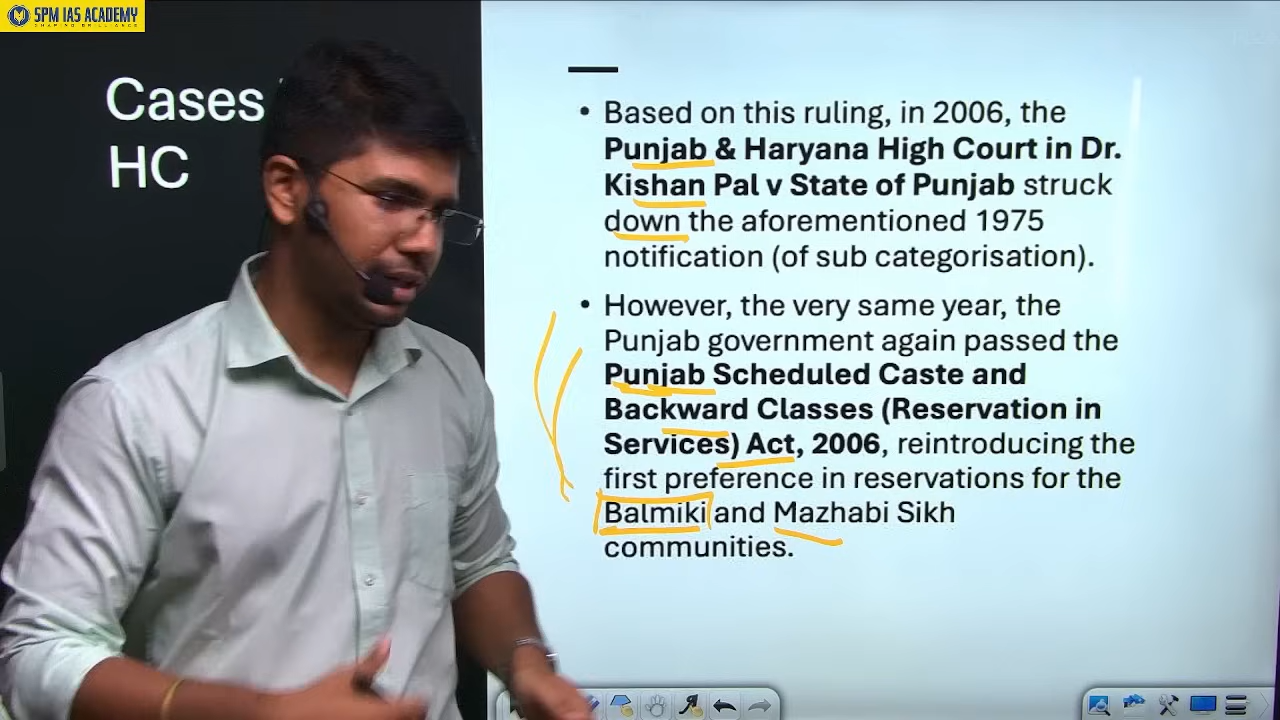 SPM IAS ACADEMY
SHAPING BRILLIANCE
Cases
HC
• Based on this ruling, in 2006, the
Punjab & Haryana High Court in Dr.
Kishan Pal v State of Punjab struck
down the aforementioned 1975
notification (of sub categorisation).
• However, the very same year, the
Punjab government again passed the
Punjab Scheduled Caste and
Backward Classes (Reservation in
Services) Act, 2006, reintroducing the
first preference in reservations for the
Balmiki and Mazhabi Sikh
communities.